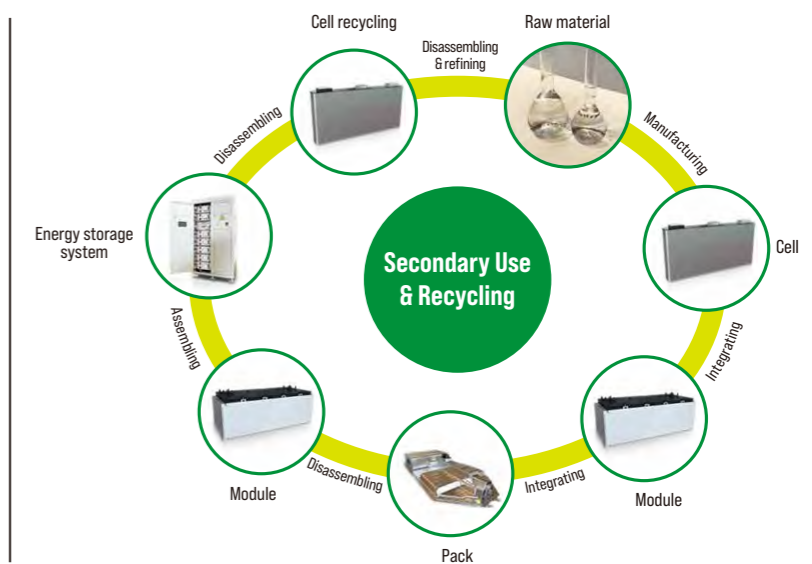 Cell recycling
Disassembling
& refining
Raw material
Manufacturing
Cell
Integrating
Module
Integrating
Pack
Disassembling
Module
Assembling
Energy storage
system
Disassembling
Secondary Use
& Recycling